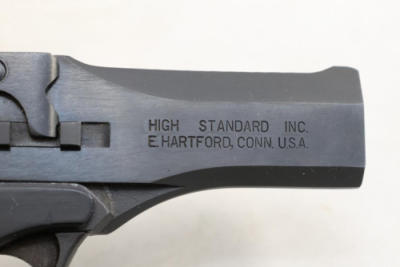 HIGH STANDARD INC.
E. HARTFORD, CONN. U.S.A.